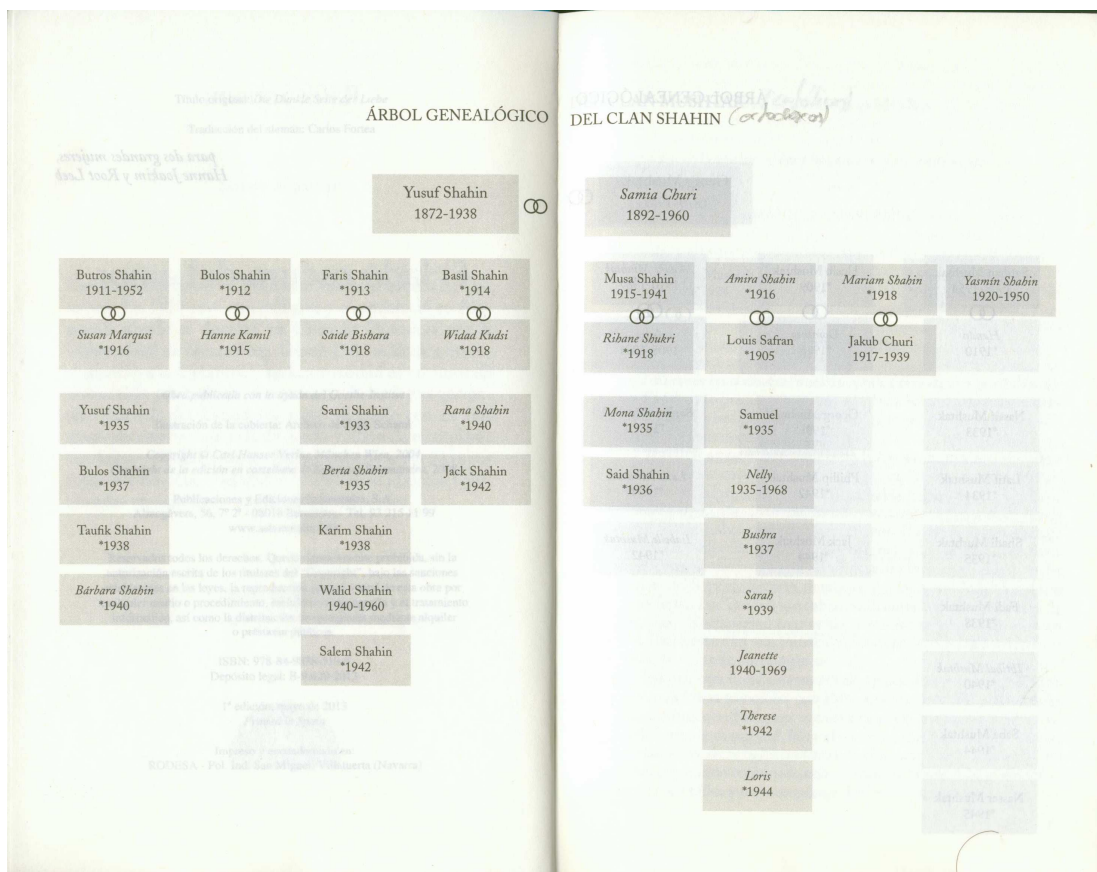 ÁRBOL GENEALÓGICO DEL CLAN SHAHIN (ortodoxos)
Yusuf Shahin
1872-1938
Samia Churi
1892-1960
Butros Shahin
1911-1952
Susan Marqusi
*1916
Bulos Shahin
*1912
Hanne Kamil
*1915
Faris Shahin
*1913
Saide Bishara
*1918
Basil Shahin
*1914
Widad Kudsi
*1918
Musa Shahin
1915-1941
Rihane Shukri
*1918
Amira Shahin
*1916
Louis Safran
*1905
Mariam Shahin
*1918
Jakub Churi
1917-1939
Yasmín Shahin
1920-1950
Yusuf Shahin
*1935
Bulos Shahin
*1937
Taufik Shahin
*1938
Bárbara Shahin
*1940
Sami Shahin
*1933
Berta Shahin
*1935
Karim Shahin
*1938
Walid Shahin
1940-1960
Salem Shahin
*1942
Rana Shahin
*1940
Jack Shahin
*1942
Mona Shahin
*1935
Said Shahin
*1936
Samuel
*1935
Nelly
1935-1968
Bushra
*1937
Sarah
*1939
Jeanette
1940-1969
Therese
*1942
Loris
*1944